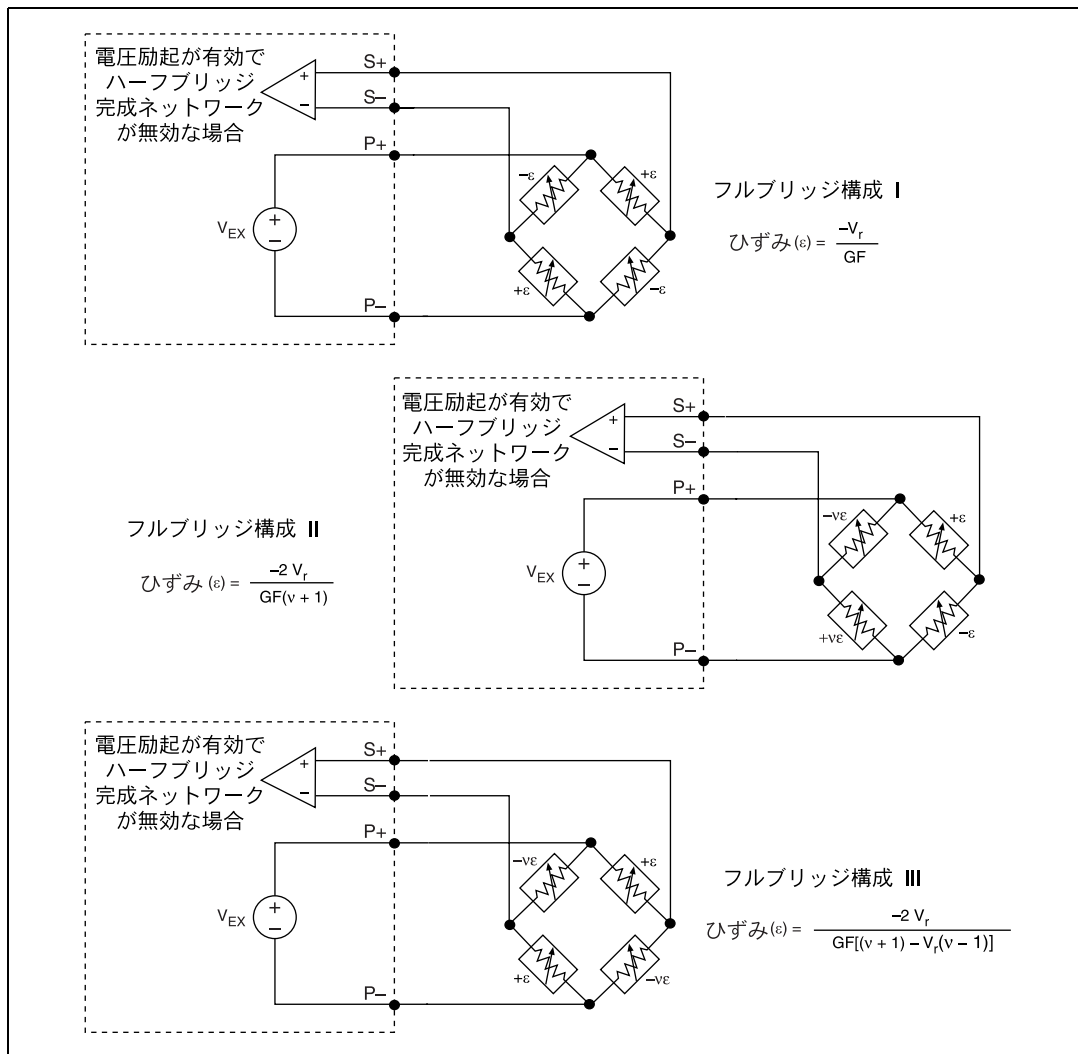 電圧励起が有効で
ハーフブリッジ
完成ネットワーク
が無効な場合
S+
S–
P+
P–
+
–
V_EX
+
–
–ε
+ε
+ε
–ε
フルブリッジ構成 I
ひずみ(ε) = –V_r / GF
電圧励起が有効で
ハーフブリッジ
完成ネットワーク
が無効な場合
S+
S–
P+
P–
+
–
V_EX
+
–
–νε
+ε
+νε
–ε
フルブリッジ構成 II
ひずみ(ε) = –2 V_r / GF(ν + 1)
電圧励起が有効で
ハーフブリッジ
完成ネットワーク
が無効な場合
S+
S–
P+
P–
+
–
V_EX
+
–
–νε
+ε
+ε
–νε
フルブリッジ構成 III
ひずみ(ε) = –2 V_r / GF[(ν + 1) – V_r(ν – 1)]